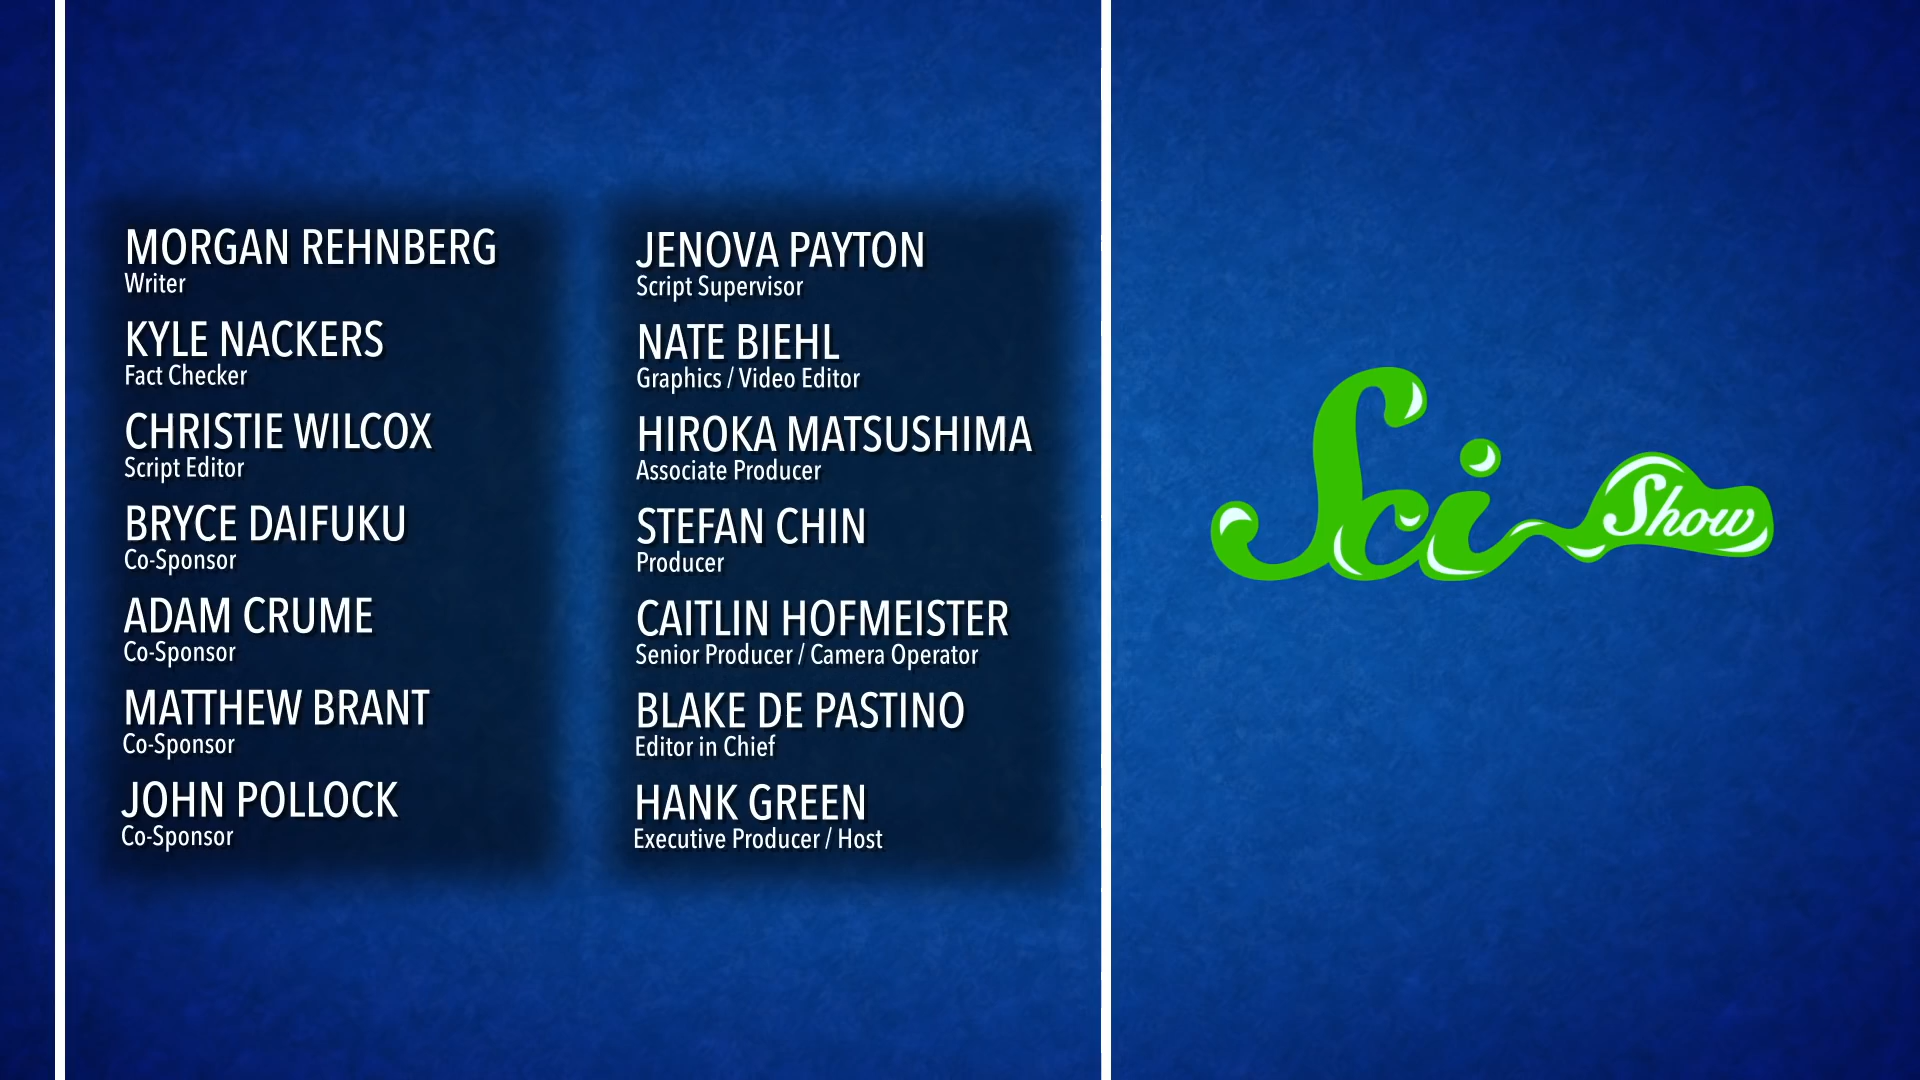 MORGAN REHNBERG
Writer
KYLE NACKERS
Fact Checker
CHRISTIE WILCOX
Script Editor
BRYCE DAIFUKU
Co-Sponsor
ADAM CRUME
Co-Sponsor
MATTHEW BRANT
Co-Sponsor
JOHN POLLOCK
Co-Sponsor
JENOVA PAYTON
Script Supervisor
NATE BIEHL
Graphics / Video Editor
HIROKA MATSUSHIMA
Associate Producer
STEFAN CHIN
Producer
CAITLIN HOFMEISTER
Senior Producer / Camera Operator
BLAKE DE PASTINO
Editor in Chief
HANK GREEN
Executive Producer / Host
Sci Show